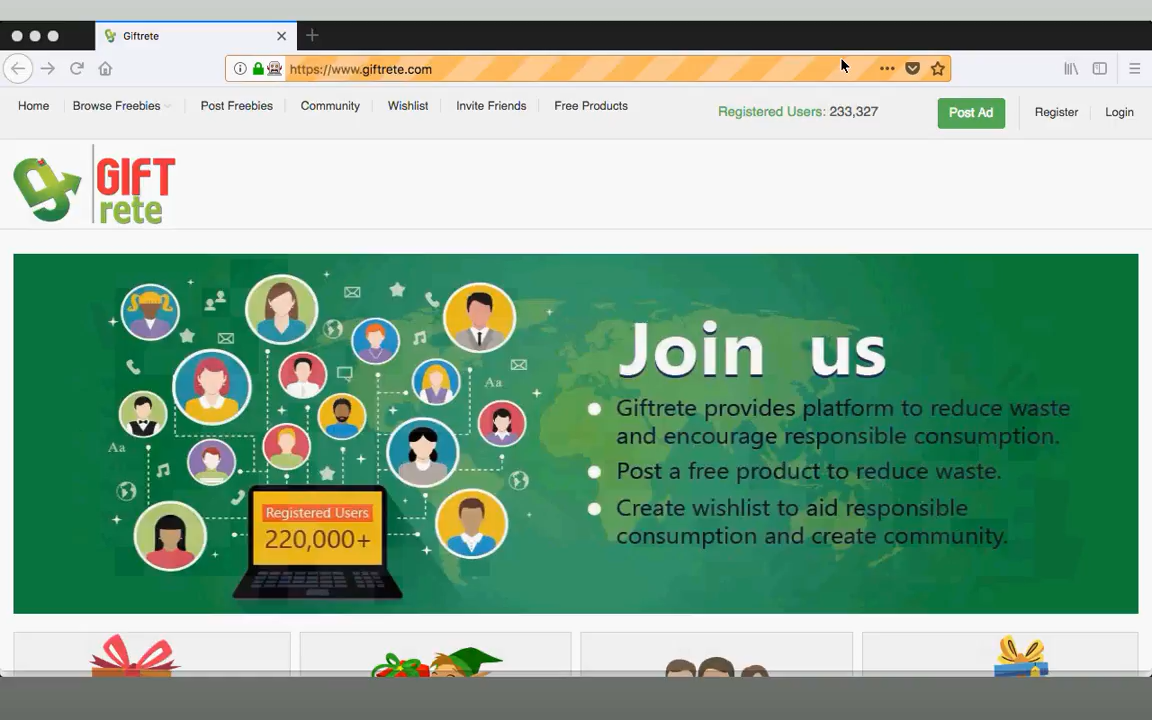 Giftrete
https://www.giftrete.com
Home Browse Freebies Post Freebies Community Wishlist Invite Friends Free Products Registered Users: 233,327 Post Ad Register Login
GIFT
rete
Join us
Giftrete provides platform to reduce waste
and encourage responsible consumption.
Post a free product to reduce waste.
Create wishlist to aid responsible
consumption and create community.
Aa
Aa
Registered Users
220,000+